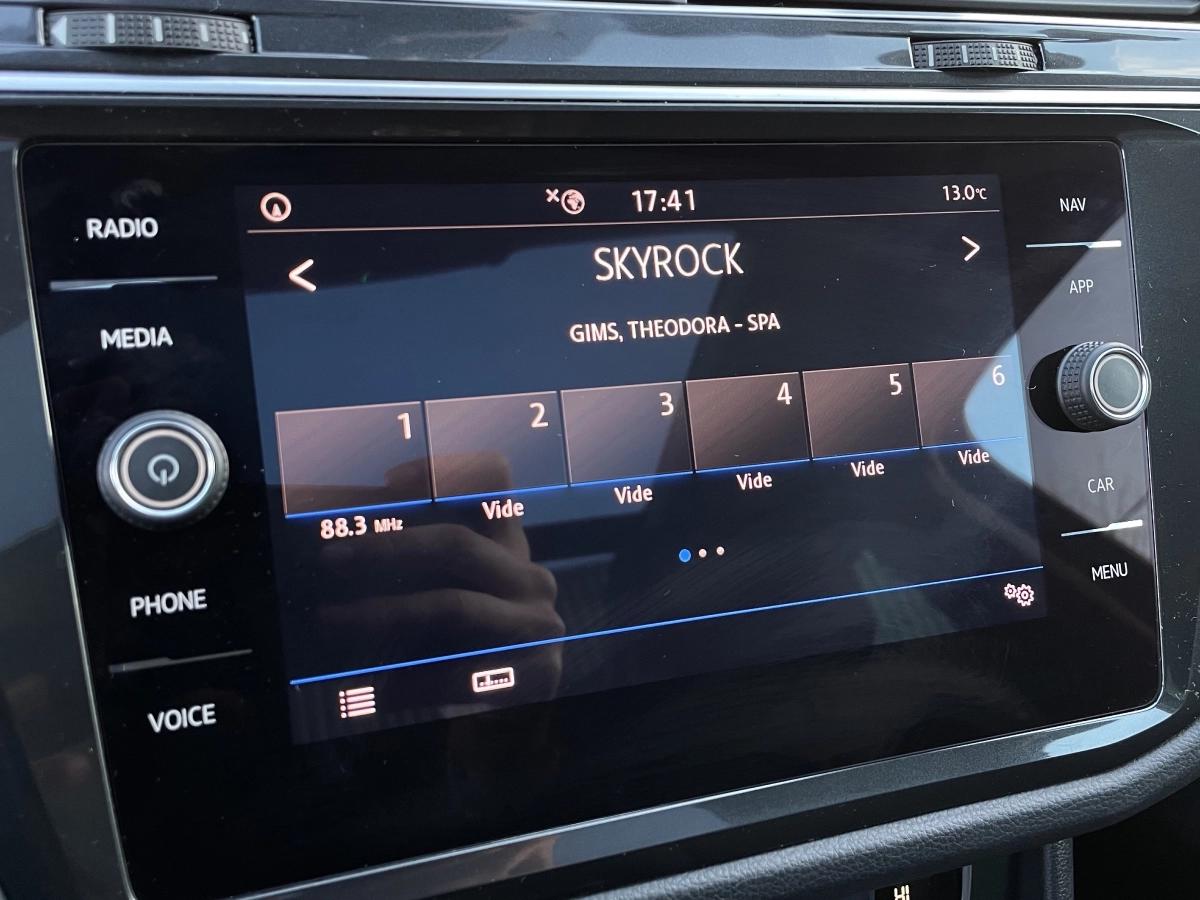 RADIO
MEDIA
PHONE
VOICE
17:41
13.0°C
< SKYROCK >
GIMS, THEODORA - SPA
1 2 3 4 5 6
88.3 MHz Vide Vide Vide Vide Vide
NAV
APP
CAR
MENU
HI